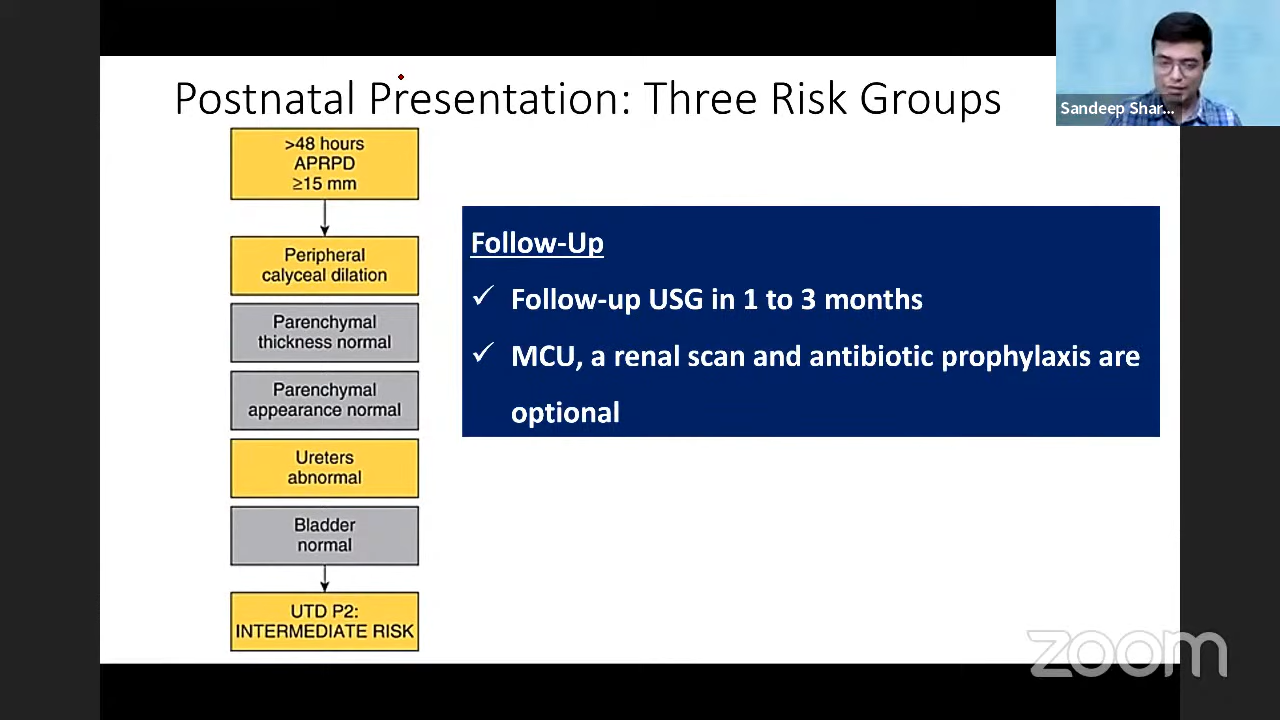 Postnatal Presentation: Three Risk Groups
Sandeep Shar...
>48 hours
APRPD
≥15 mm
Peripheral
calyceal dilation
Parenchymal
thickness normal
Parenchymal
appearance normal
Ureters
abnormal
Bladder
normal
UTD P2:
INTERMEDIATE RISK
Follow-Up
✓ Follow-up USG in 1 to 3 months
✓ MCU, a renal scan and antibiotic prophylaxis are
optional
zoom